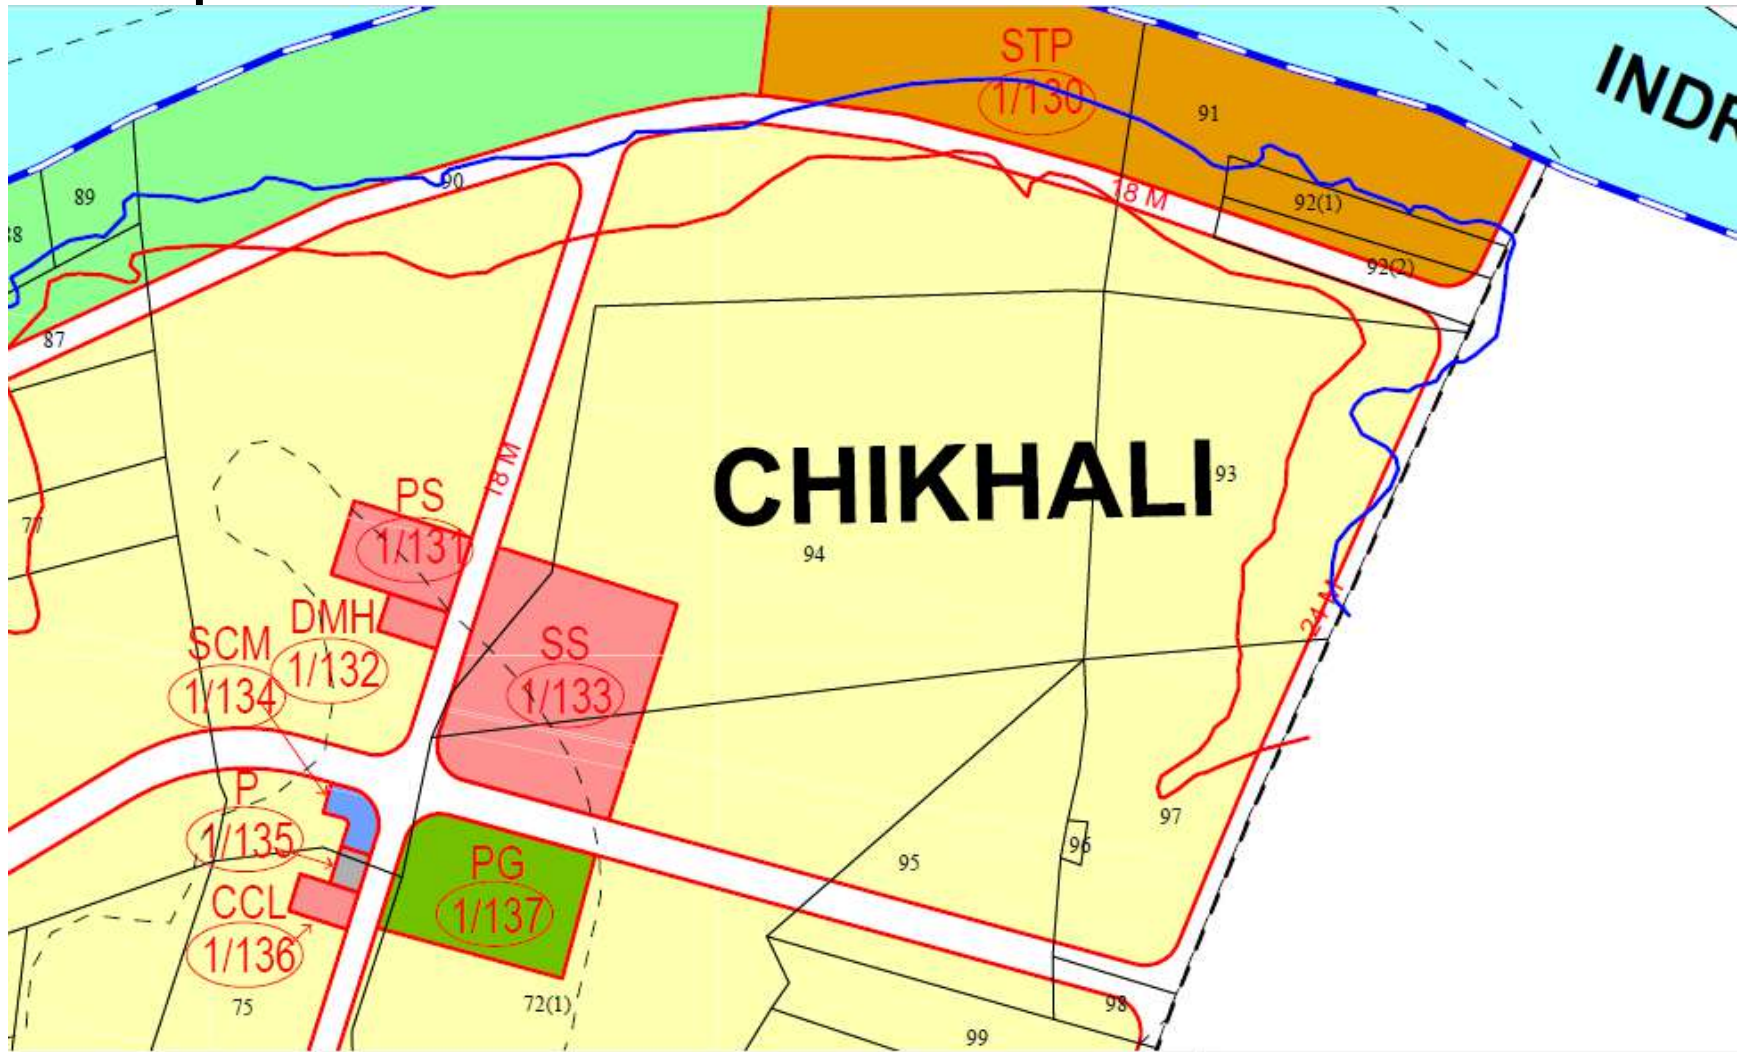 STP
1/130
INDR
91
89
90
88
18 M
92(1)
92(2)
87
CHIKHALI
93
18 M
94
PS
1/131
77
DMH
1/132
SCM
1/134
SS
1/133
24 M
P
1/135
97
96
95
PG
1/137
CCL
1/136
75
72(1)
98
99